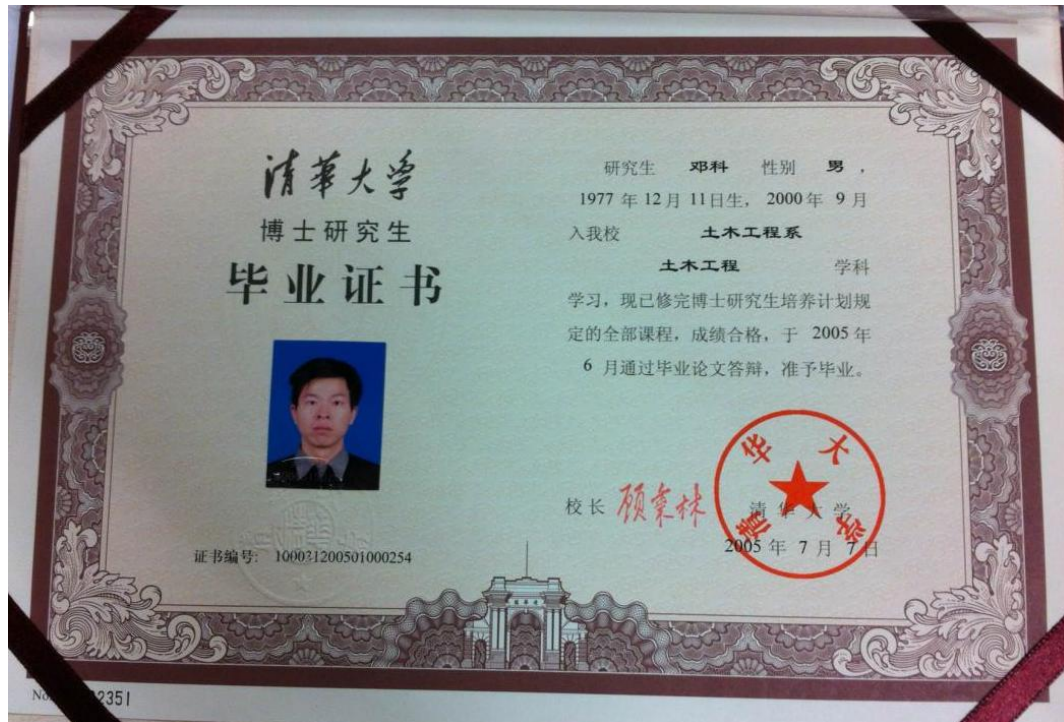 清华大学
博士研究生
毕业证书
证书编号: 100031200501000254
研究生 邓科 性别 男 ,
1977 年 12 月 11 日生, 2000 年 9 月
入我校 土木工程系
土木工程 学科
学习, 现已修完博士研究生培养计划规
定的全部课程, 成绩合格, 于 2005 年
6 月通过毕业论文答辩, 准予毕业。
校长 顾秉林
清华大学
清华大学
2005 年 7 月 7 日
No 2351